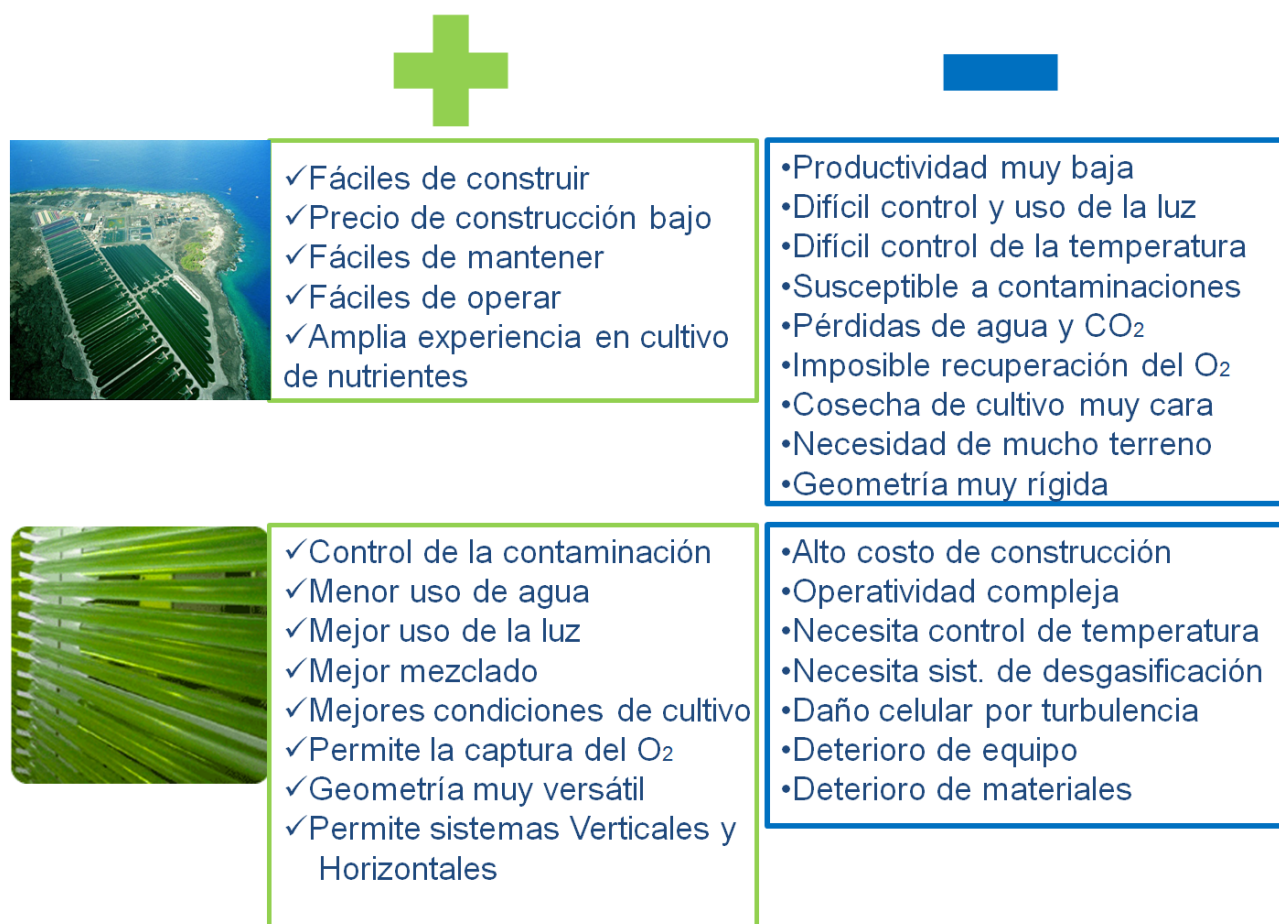 ✓Fáciles de construir
✓Precio de construcción bajo
✓Fáciles de mantener
✓Fáciles de operar
✓Amplia experiencia en cultivo
de nutrientes
•Productividad muy baja
•Difícil control y uso de la luz
•Difícil control de la temperatura
•Susceptible a contaminaciones
•Pérdidas de agua y CO₂
•Imposible recuperación del O₂
•Cosecha de cultivo muy cara
•Necesidad de mucho terreno
•Geometría muy rígida
✓Control de la contaminación
✓Menor uso de agua
✓Mejor uso de la luz
✓Mejor mezclado
✓Mejores condiciones de cultivo
✓Permite la captura del O₂
✓Geometría muy versátil
✓Permite sistemas Verticales y
Horizontales
•Alto costo de construcción
•Operatividad compleja
•Necesita control de temperatura
•Necesita sist. de desgasificación
•Daño celular por turbulencia
•Deterioro de equipo
•Deterioro de materiales